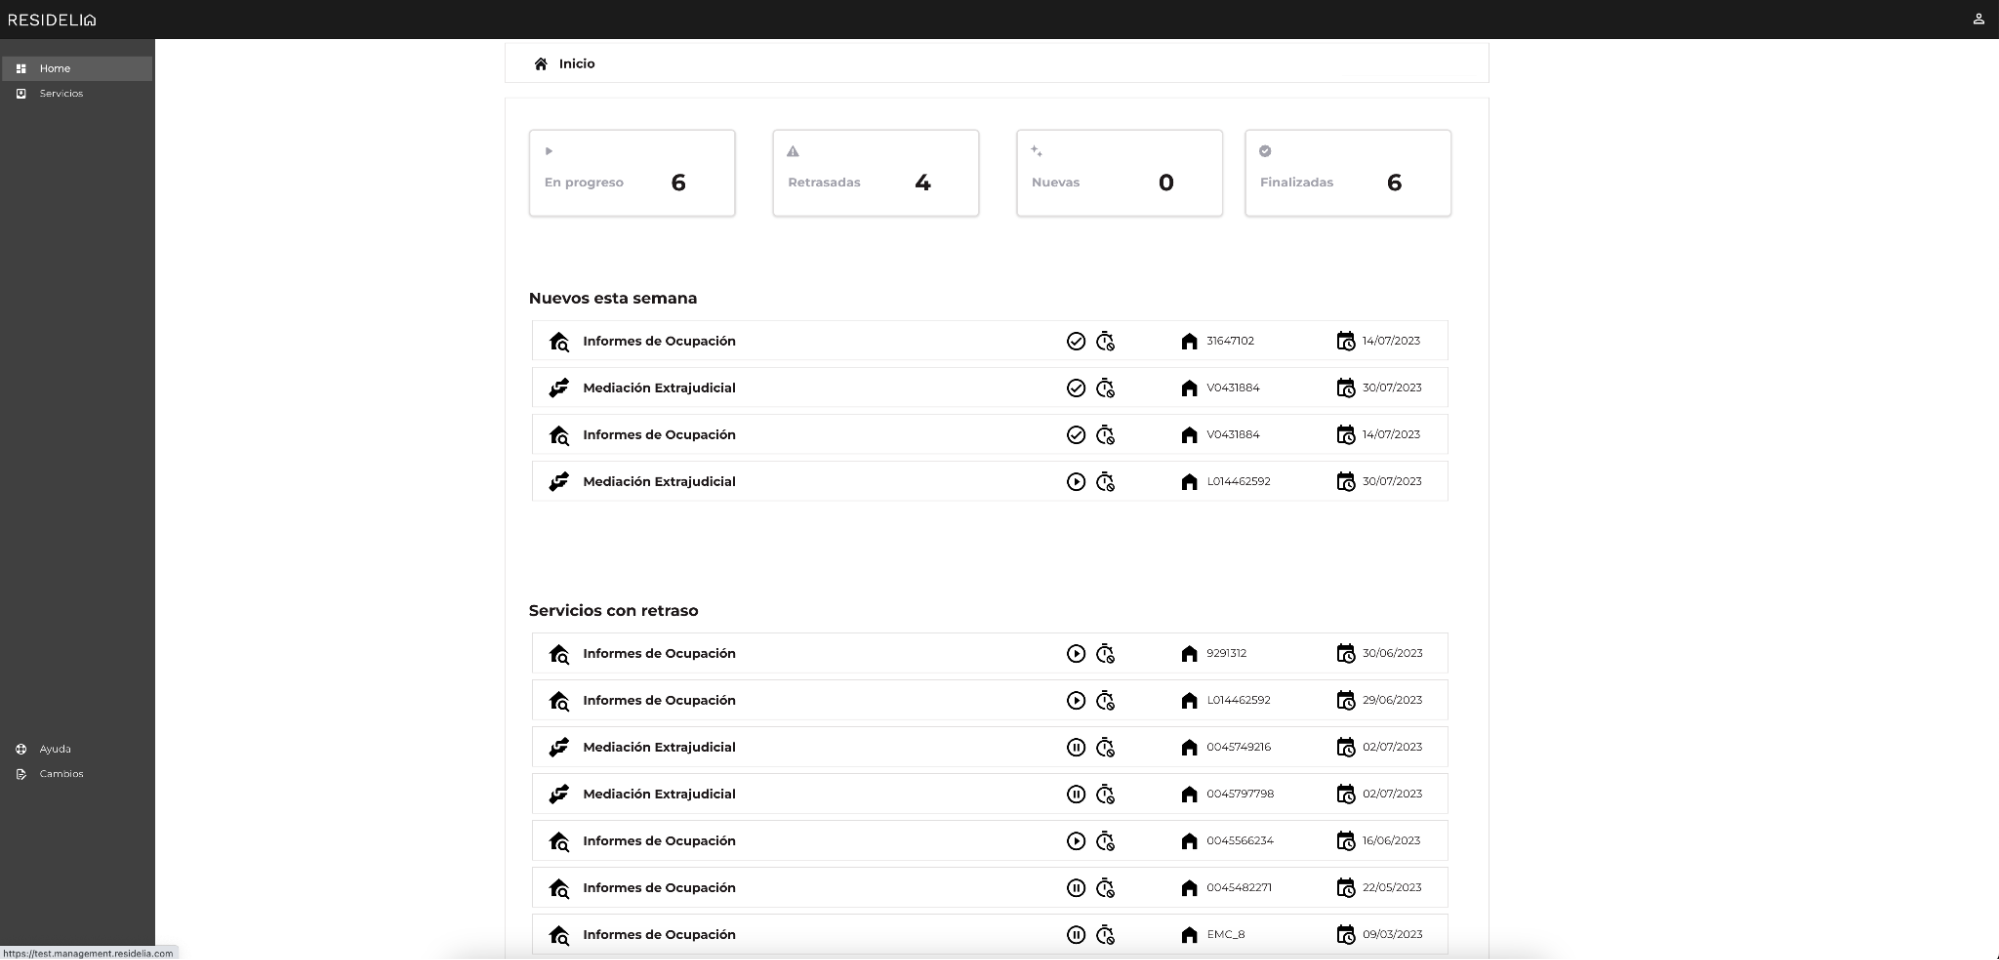 RESIDELIA
Home
Servicios
Inicio
En progreso 6
Retrasadas 4
Nuevas 0
Finalizadas 6
Nuevos esta semana
Informes de Ocupación 31647102 14/07/2023
Mediación Extrajudicial V0431884 30/07/2023
Informes de Ocupación V0431884 14/07/2023
Mediación Extrajudicial L014462592 30/07/2023
Servicios con retraso
Informes de Ocupación 9291312 30/06/2023
Informes de Ocupación L014462592 29/06/2023
Mediación Extrajudicial 0045749216 02/07/2023
Mediación Extrajudicial 0045797798 02/07/2023
Informes de Ocupación 0045566234 16/06/2023
Informes de Ocupación 0045482271 22/05/2023
Informes de Ocupación EMC_8 09/03/2023
Ayuda
Cambios
https://test.management.residelia.com